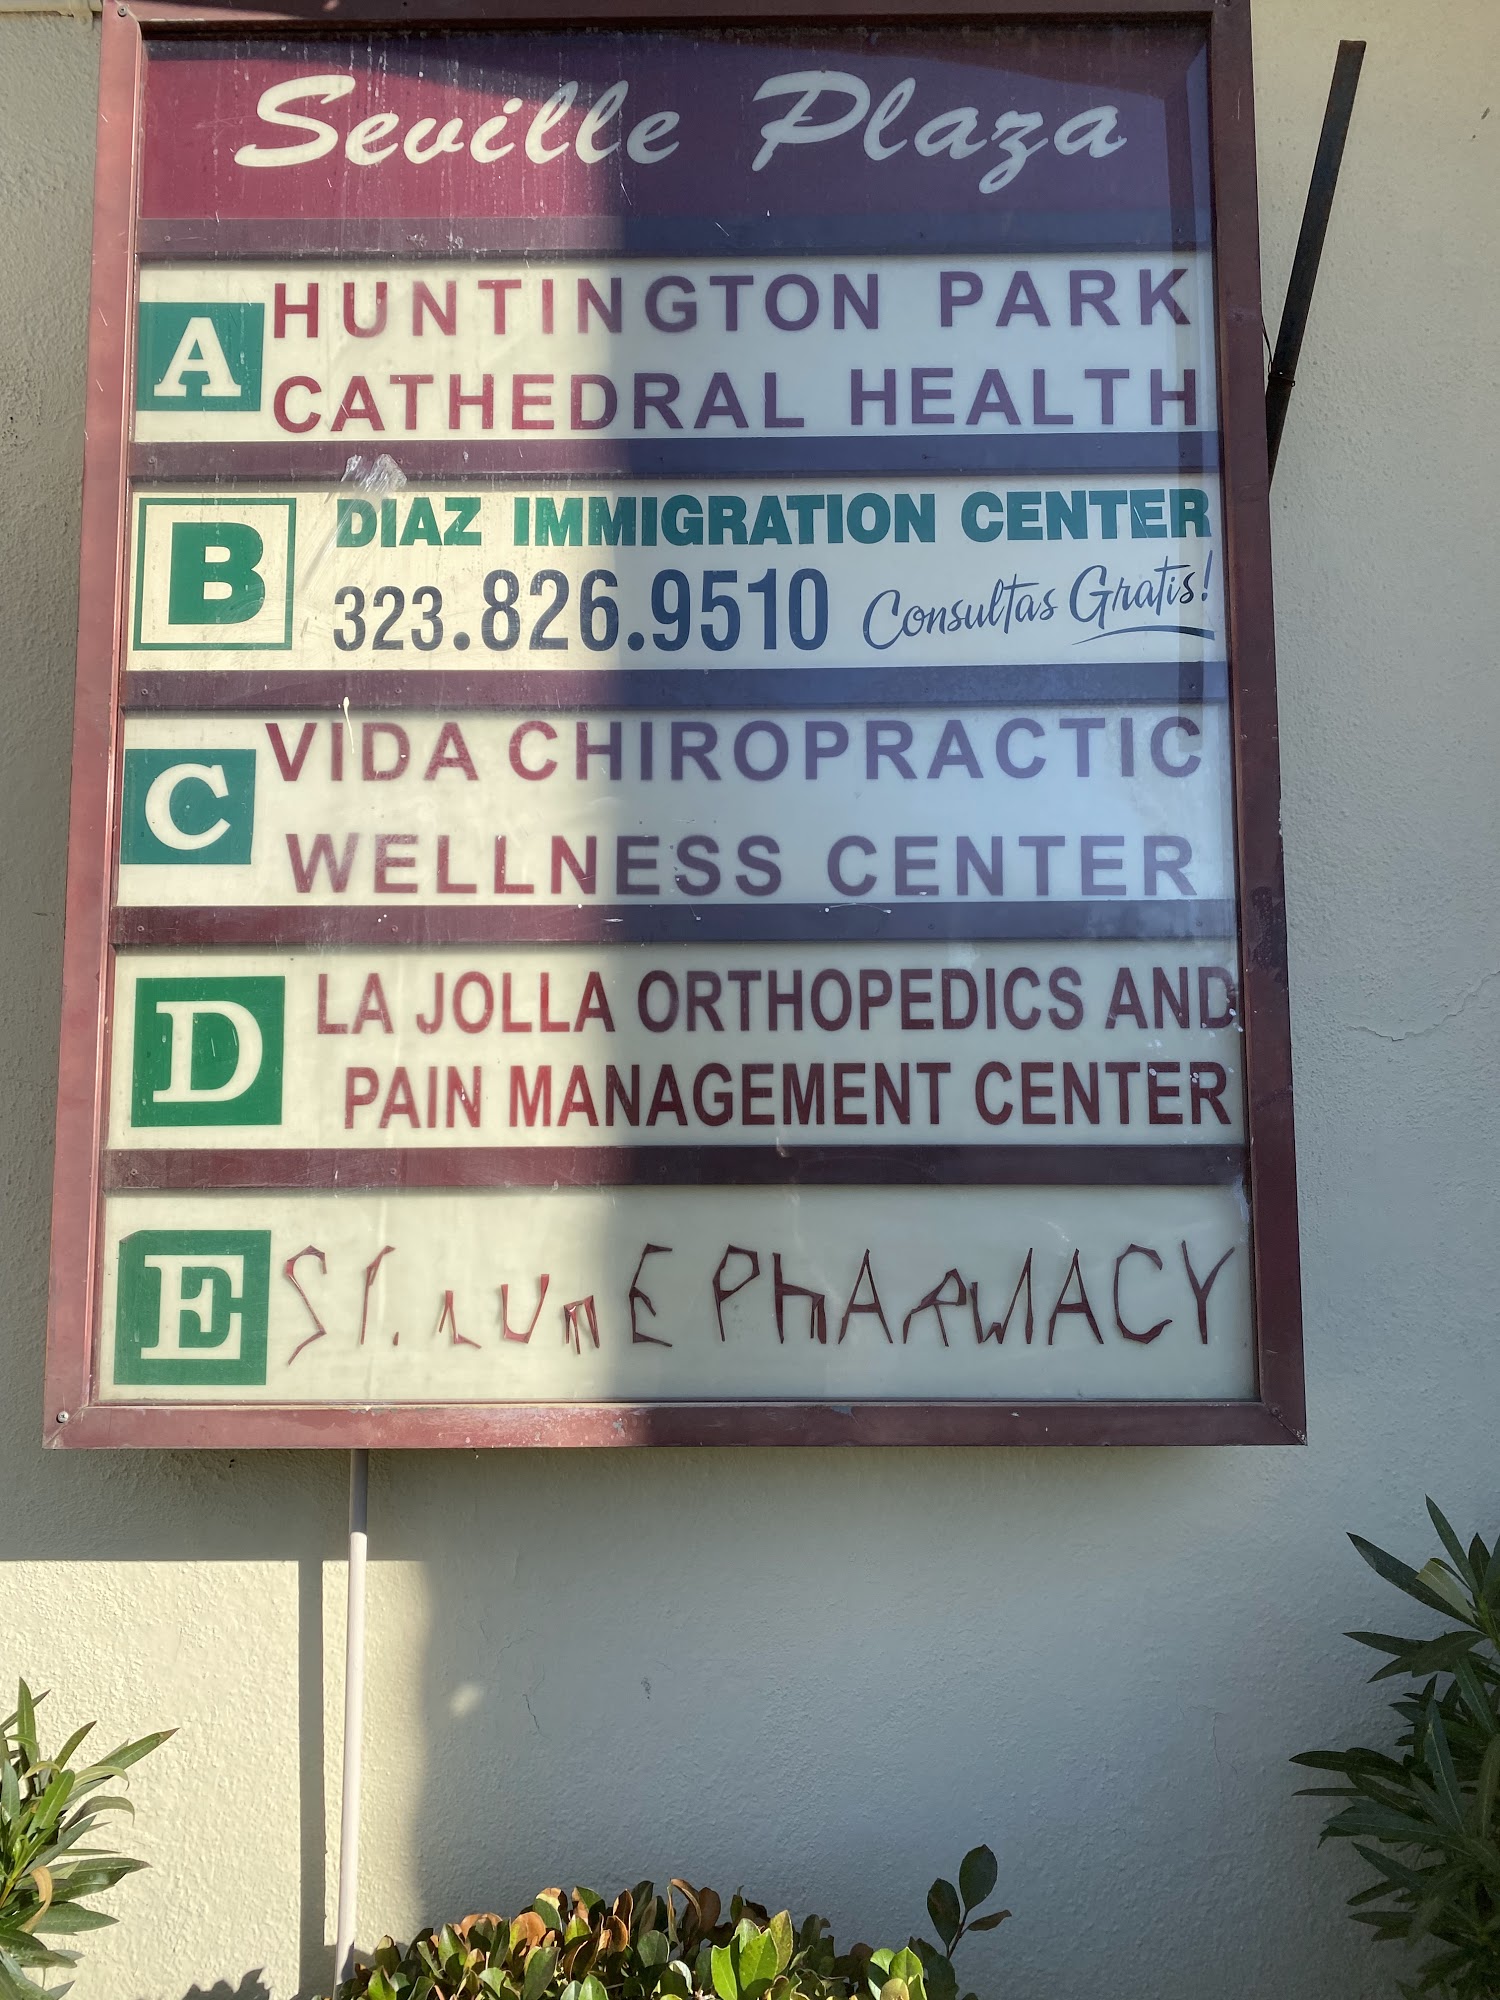 Seville Plaza
A
HUNTINGTON PARK
CATHEDRAL HEALTH
B
DIAZ IMMIGRATION CENTER
323.826.9510 Consultas Gratis!
C
VIDA CHIROPRACTIC
WELLNESS CENTER
D
LA JOLLA ORTHOPEDICS AND
PAIN MANAGEMENT CENTER
E
ST. PHARMACY